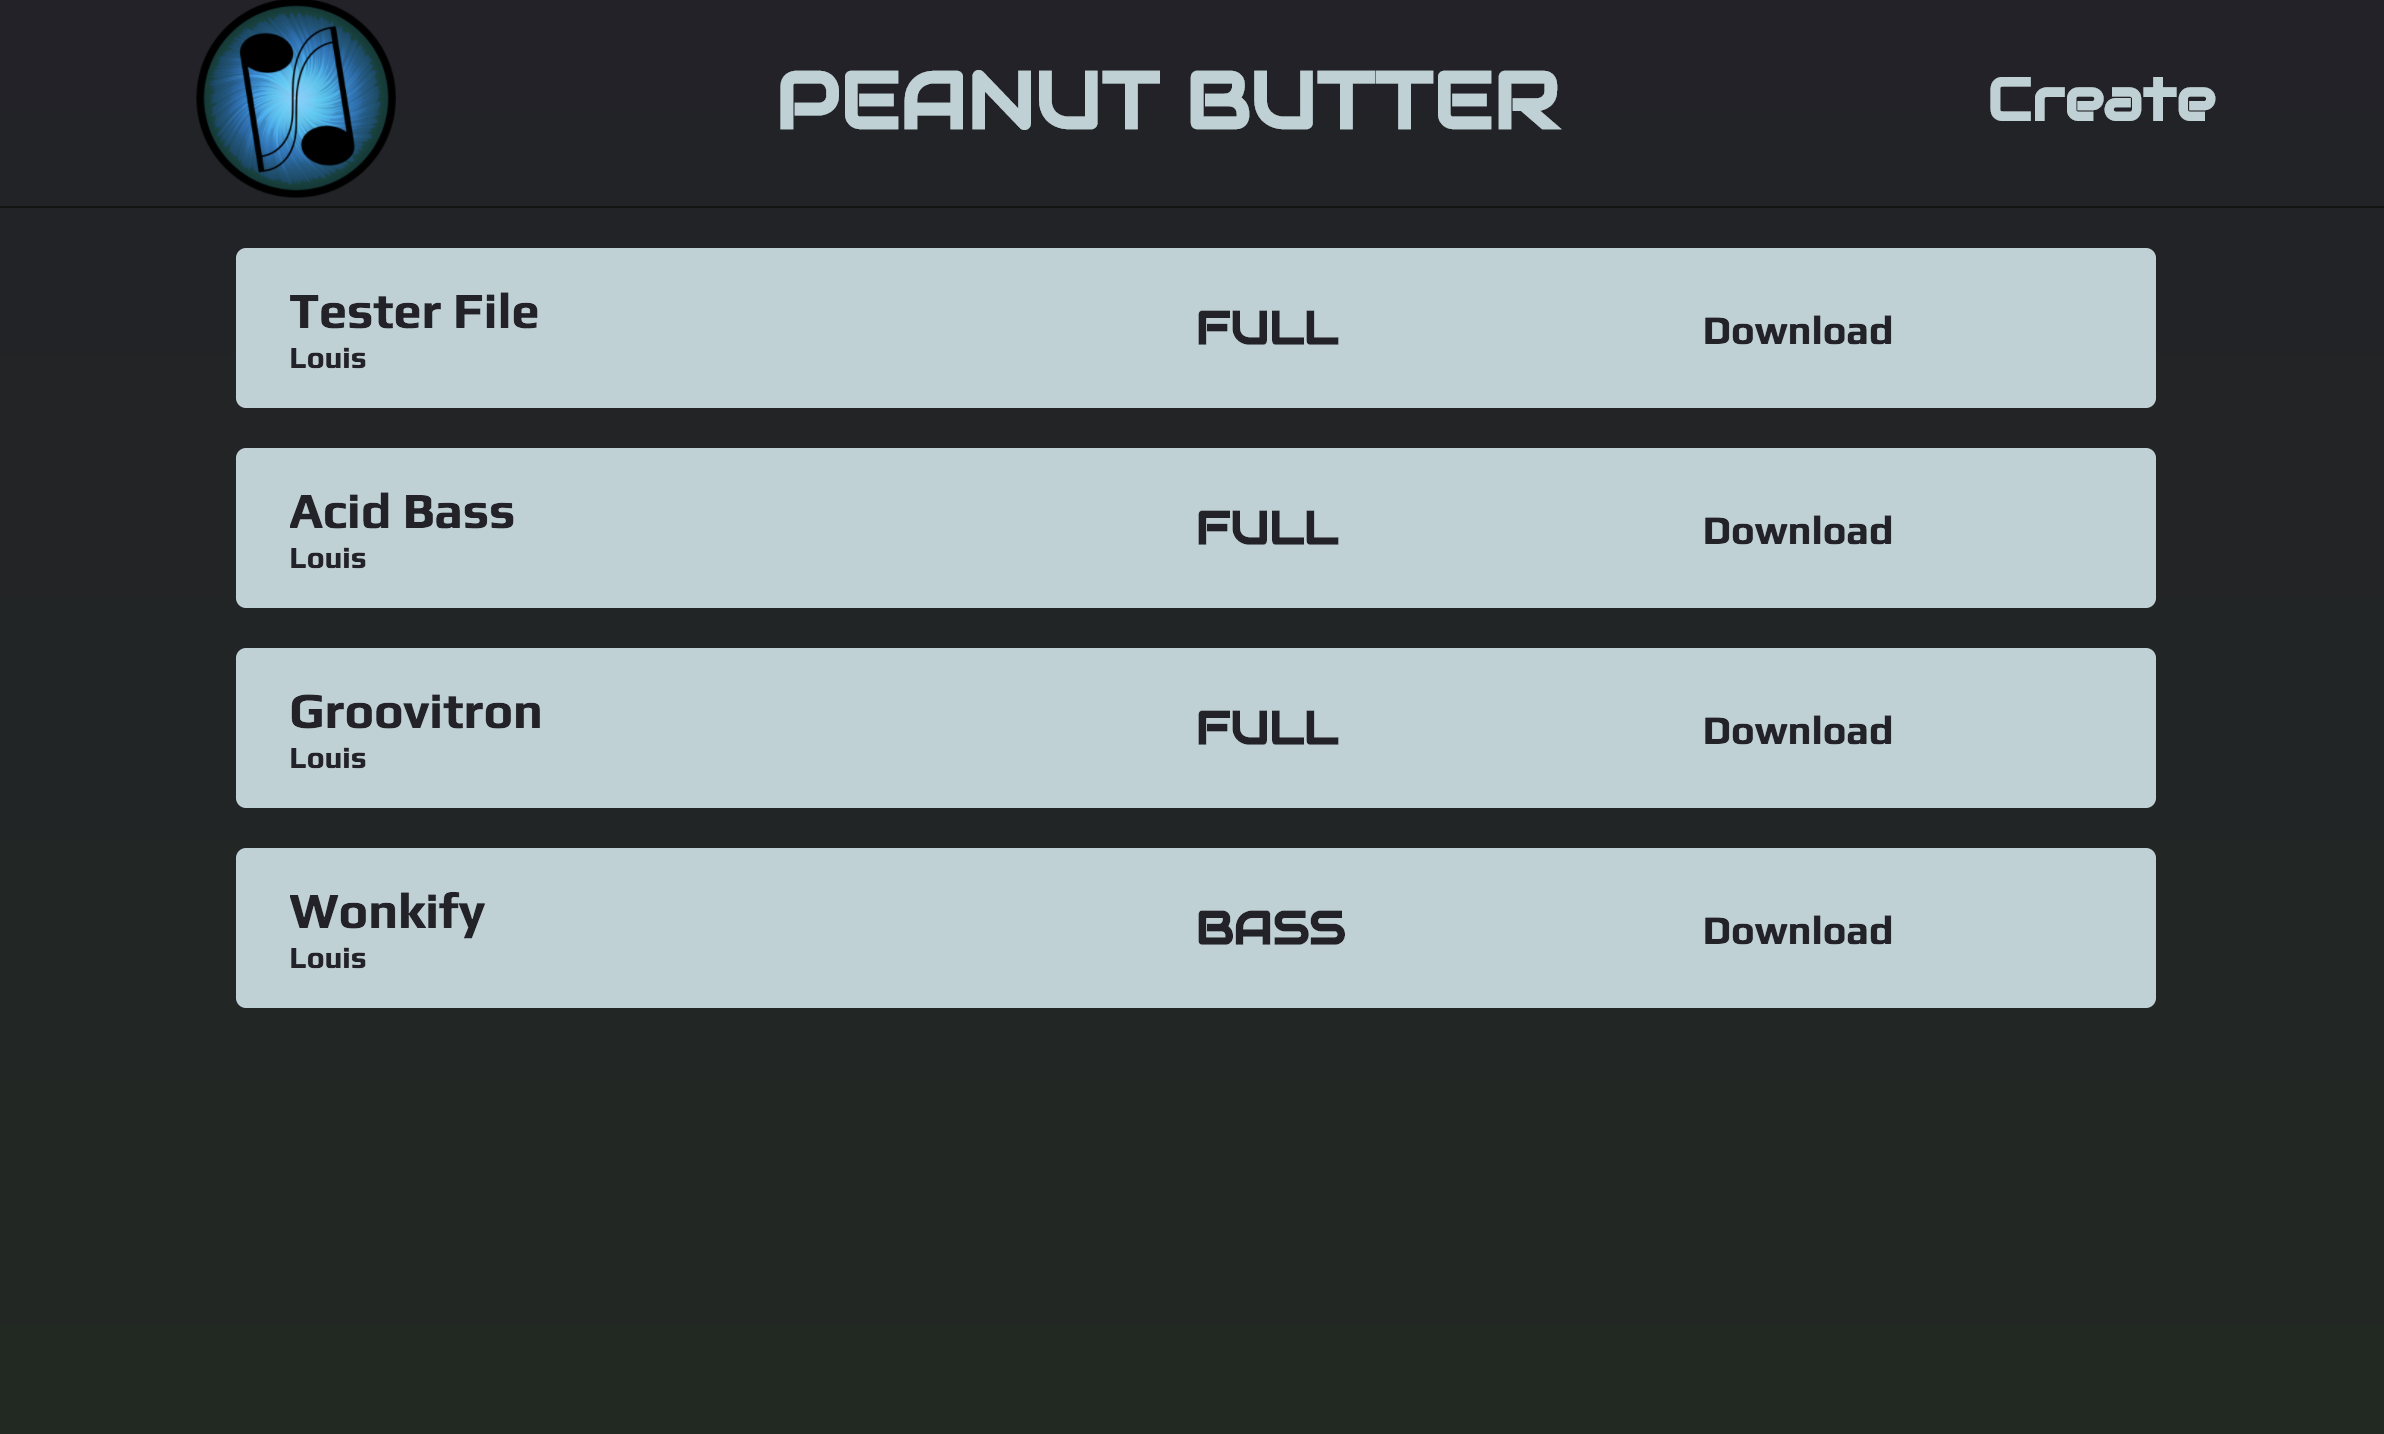 PEANUT BUTTER
Create
Tester File
Louis
FULL
Download
Acid Bass
Louis
FULL
Download
Groovitron
Louis
FULL
Download
Wonkify
Louis
BASS
Download